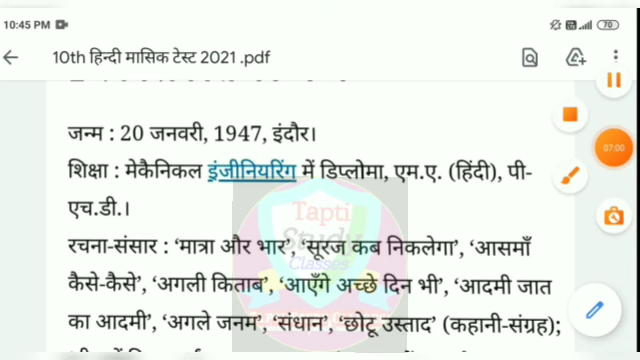 10:45 PM 70
10th हिन्दी मासिक टेस्ट 2021 .pdf
जन्म : 20 जनवरी, 1947, इंदौर।
शिक्षा : मेकैनिकल इंजीनियरिंग में डिप्लोमा, एम.ए. (हिंदी), पी-
एच.डी.।
रचना-संसार : ‘मात्रा और भार’, ‘सूरज कब निकलेगा’, ‘आसमाँ
कैसे-कैसे’, ‘अगली किताब’, ‘आएँगे अच्छे दिन भी’, ‘आदमी जात
का आदमी’, ‘अगले जनम’, ‘संधान’, ‘छोटू उस्ताद’ (कहानी-संग्रह);
07:00
Tapti
Study
Classes